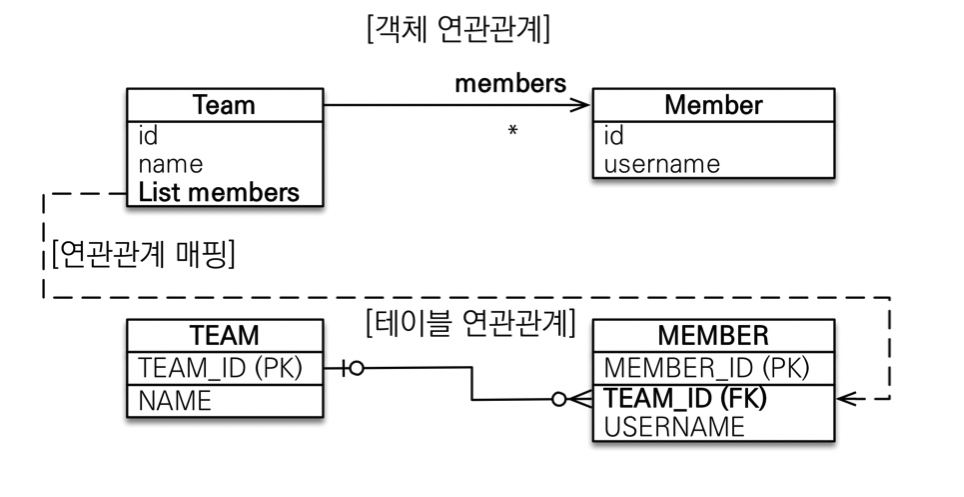 [객체 연관관계]
members
Team
Member
*
id
name
List members
id
username
[연관관계 매핑]
[테이블 연관관계]
TEAM
TEAM_ID (PK)
NAME
MEMBER
MEMBER_ID (PK)
TEAM_ID (FK)
USERNAME